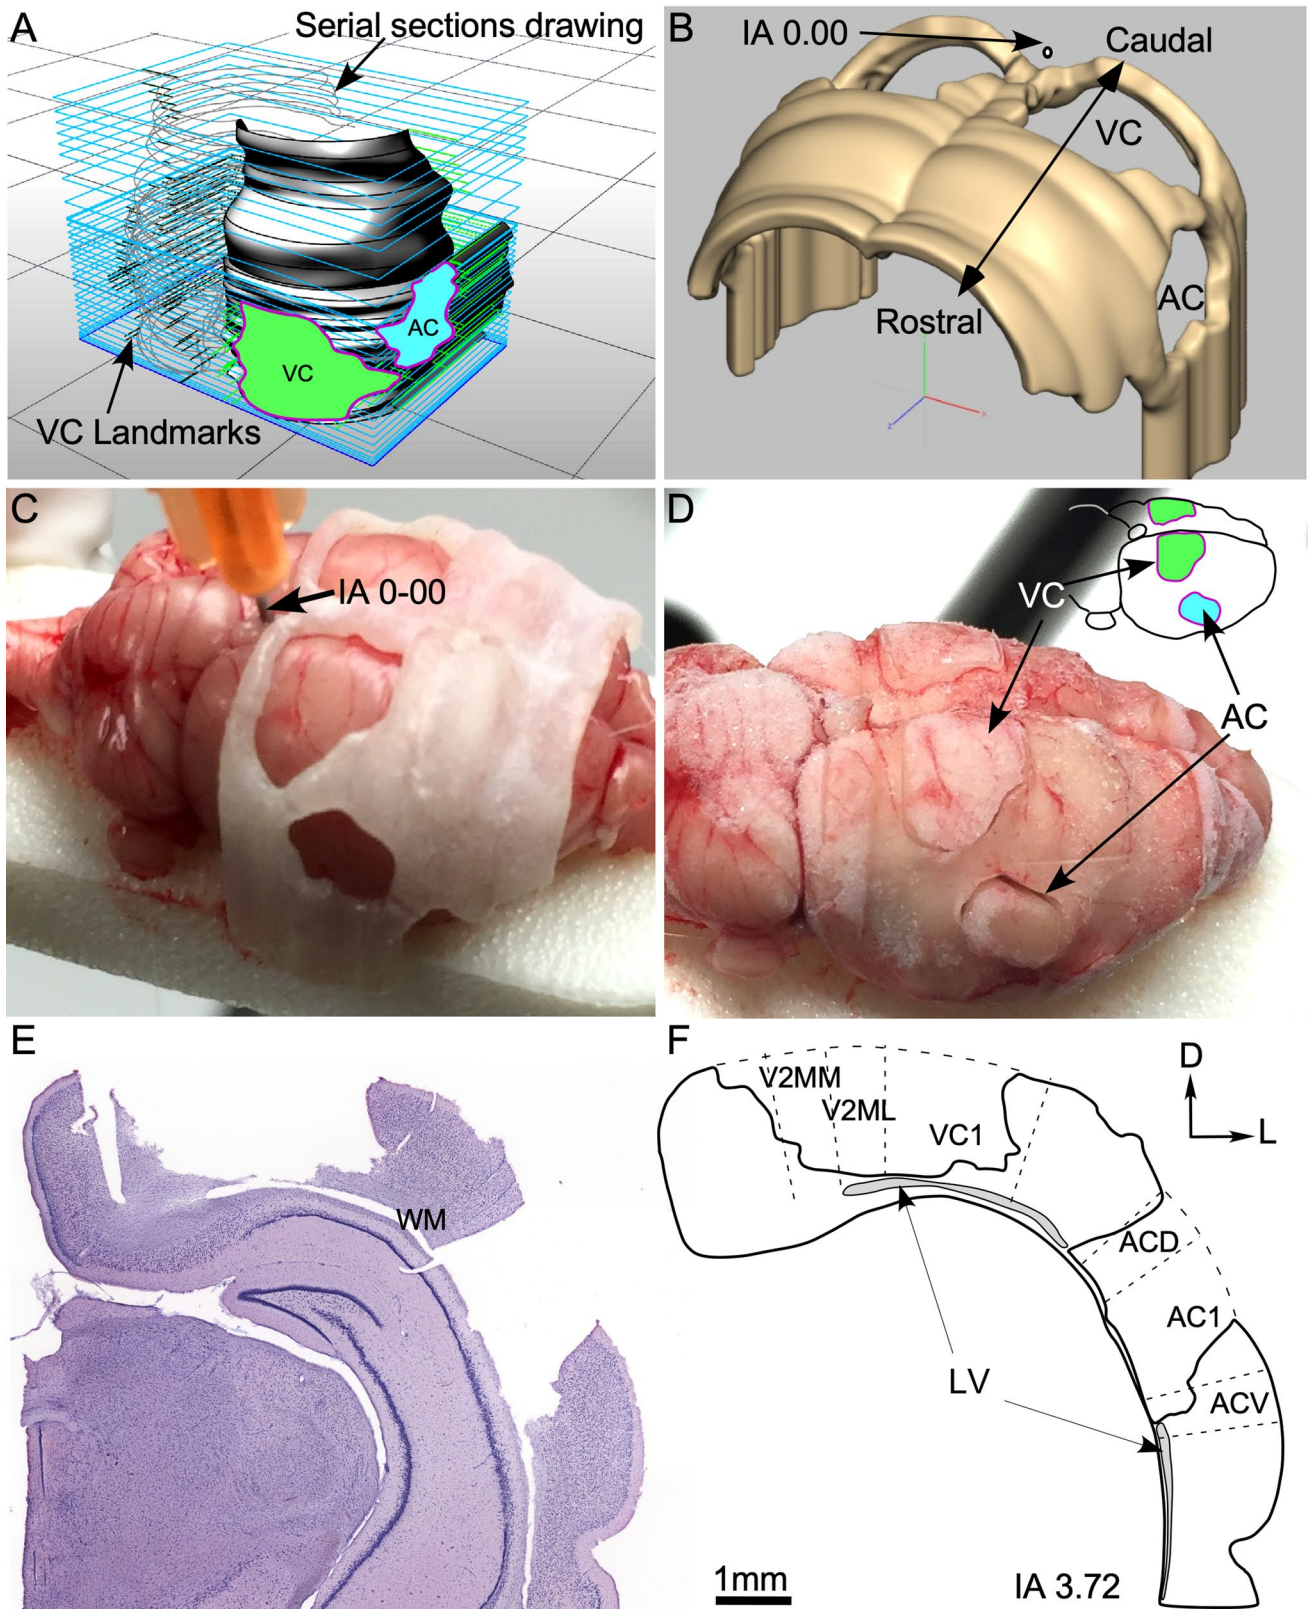 A
Serial sections drawing
AC
VC
VC Landmarks
B
IA 0.00
Caudal
VC
AC
Rostral
x
z
C
IA 0-00
D
VC
AC
E
WM
F
D
L
V2MM
V2ML
VC1
ACD
AC1
ACV
LV
1mm
IA 3.72